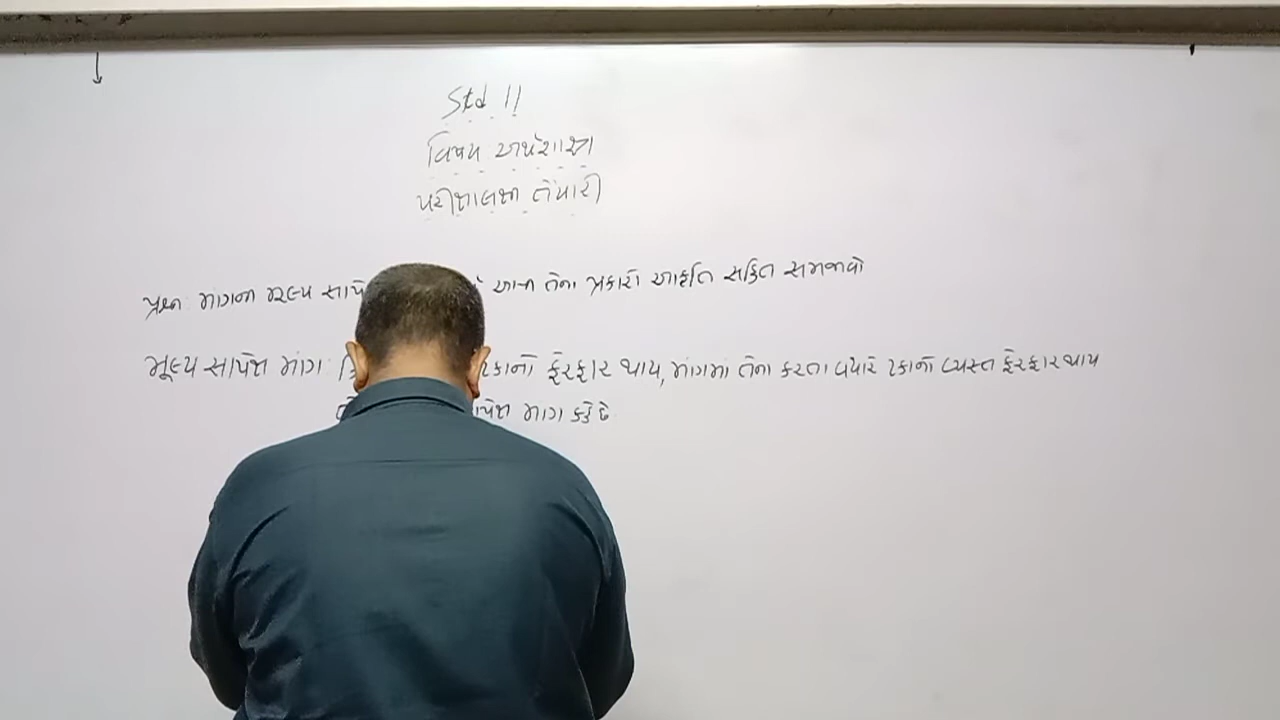 Std 11
વિષય અર્થશાસ્ત્ર
પરીક્ષાલક્ષી તૈયારી
પ્રશ્ન: માંગના મૂલ્ય સાપે અને તેના પ્રકારો આકૃતિ સહિત સમજાવો
મૂલ્ય સાપેક્ષ માંગ: ટકાનો ફેરફાર થાય, માંગમાં તેના કરતા વધારે ટકાનો વ્યસ્ત ફેરફાર થાય
માંગ કહે છે